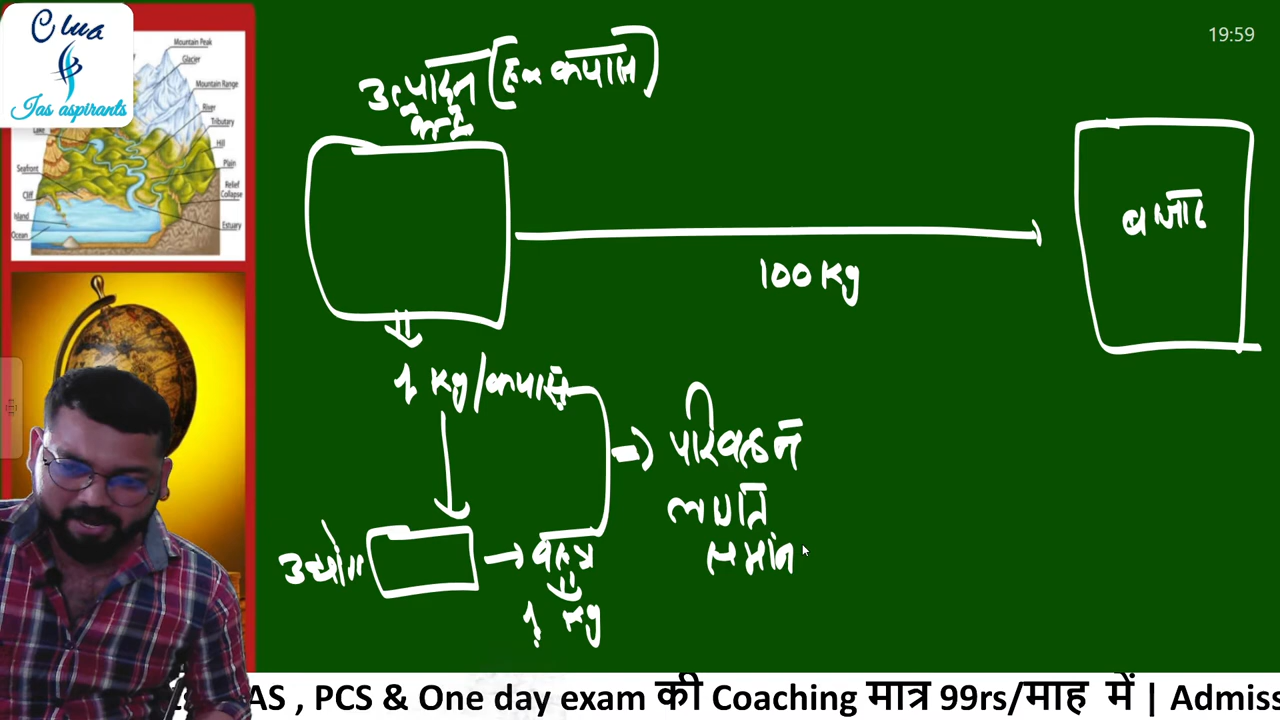 Clua
Ias aspirants
19:59
Mountain Peak
Glacier
Mountain Range
River
Tributary
Hill
Lake
Plain
Seafront
Relief
Collapse
Cliff
Island
Estuary
Ocean
उत्पादन
कपास
100 Kg
बजार
1 Kg/कपास
परिवहन
लागत
समान
उद्योग
वस्त्र
1 Kg
AS , PCS & One day exam की Coaching मात्र 99rs/माह में | Admiss